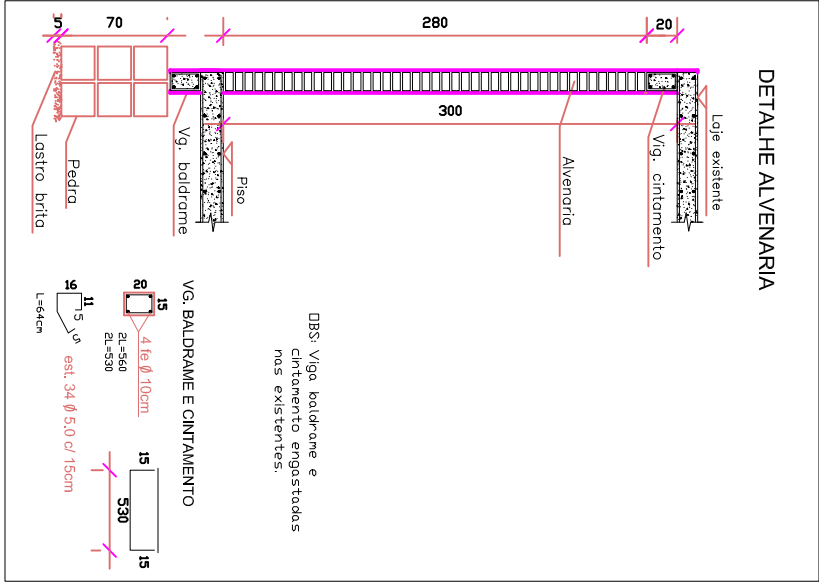 DETALHE ALVENARIA
5
70
280
20
300
Laje existente
Vig. cintamento
Alvenaria
Piso
Vg. baldrame
Pedra
Lastro brita
OBS: Viga baldrame e
cintamento engastadas
nas existentes.
VG. BALDRAME E CINTAMENTO
20
15
4 fe Ø 10cm
2L=560
2L=530
16
11
5
5
L=64cm
est. 34 Ø 5.0 c/ 15cm
15
530
15